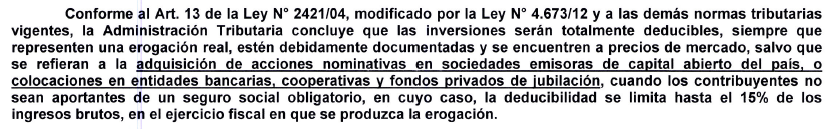 Conforme al Art. 13 de la Ley N° 2421/04, modificado por la Ley N° 4.673/12 y a las demás normas tributarias
vigentes, la Administración Tributaria concluye que las inversiones serán totalmente deducibles, siempre que
representen una erogación real, estén debidamente documentadas y se encuentren a precios de mercado, salvo que
se refieran a la adquisición de acciones nominativas en sociedades emisoras de capital abierto del país, o
colocaciones en entidades bancarias, cooperativas y fondos privados de jubilación, cuando los contribuyentes no
sean aportantes de un seguro social obligatorio, en cuyo caso, la deducibilidad se limita hasta el 15% de los
ingresos brutos, en el ejercicio fiscal en que se produzca la erogación.